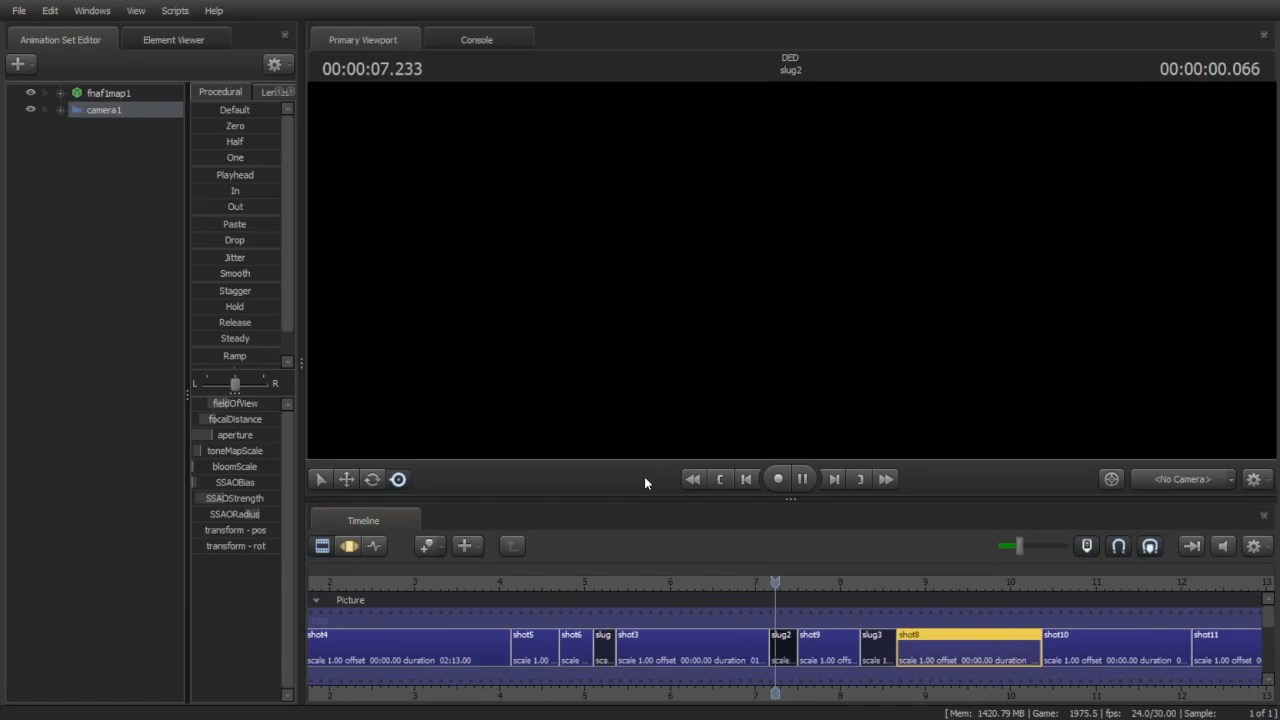 File Edit Windows View Scripts Help
Animation Set Editor Element Viewer
Primary Viewport Console
00:00:07.233
DED
slug2
00:00:00.066
fnaf1map1
camera1
Procedural
Default
Zero
Half
One
Playhead
In
Out
Paste
Drop
Jitter
Smooth
Stagger
Hold
Release
Steady
Ramp
L R
fieldOfView
focalDistance
aperture
toneMapScale
bloomScale
SSAOBias
SSAOStrength
SSAORadius
transform - pos
transform - rot
<No Camera>
Timeline
2 3 4 5 6 7 8 9 10 11 12 13
Picture
shot4 shot5 shot6 slug shot3 slug2 shot9 slug3 shot8 shot10 shot11
scale 1.00 offset 00:00.00 duration 02:13.00 scale 1.00 ... scale ... sca... scale 1.00 offset 00:00.00 duration 01... scale... scale 1.00 offs... scale 1... scale 1.00 offset 00:00.00 duration ... scale 1.00 offset 00:00.00 duration 0... scale 1.00 offset 0
2 3 4 5 6 7 8 9 10 11 12 13
[Mem: 1420.79 MB| Game: 1975.5| fps: 24.0/30.00| Sample: 1 of 1]